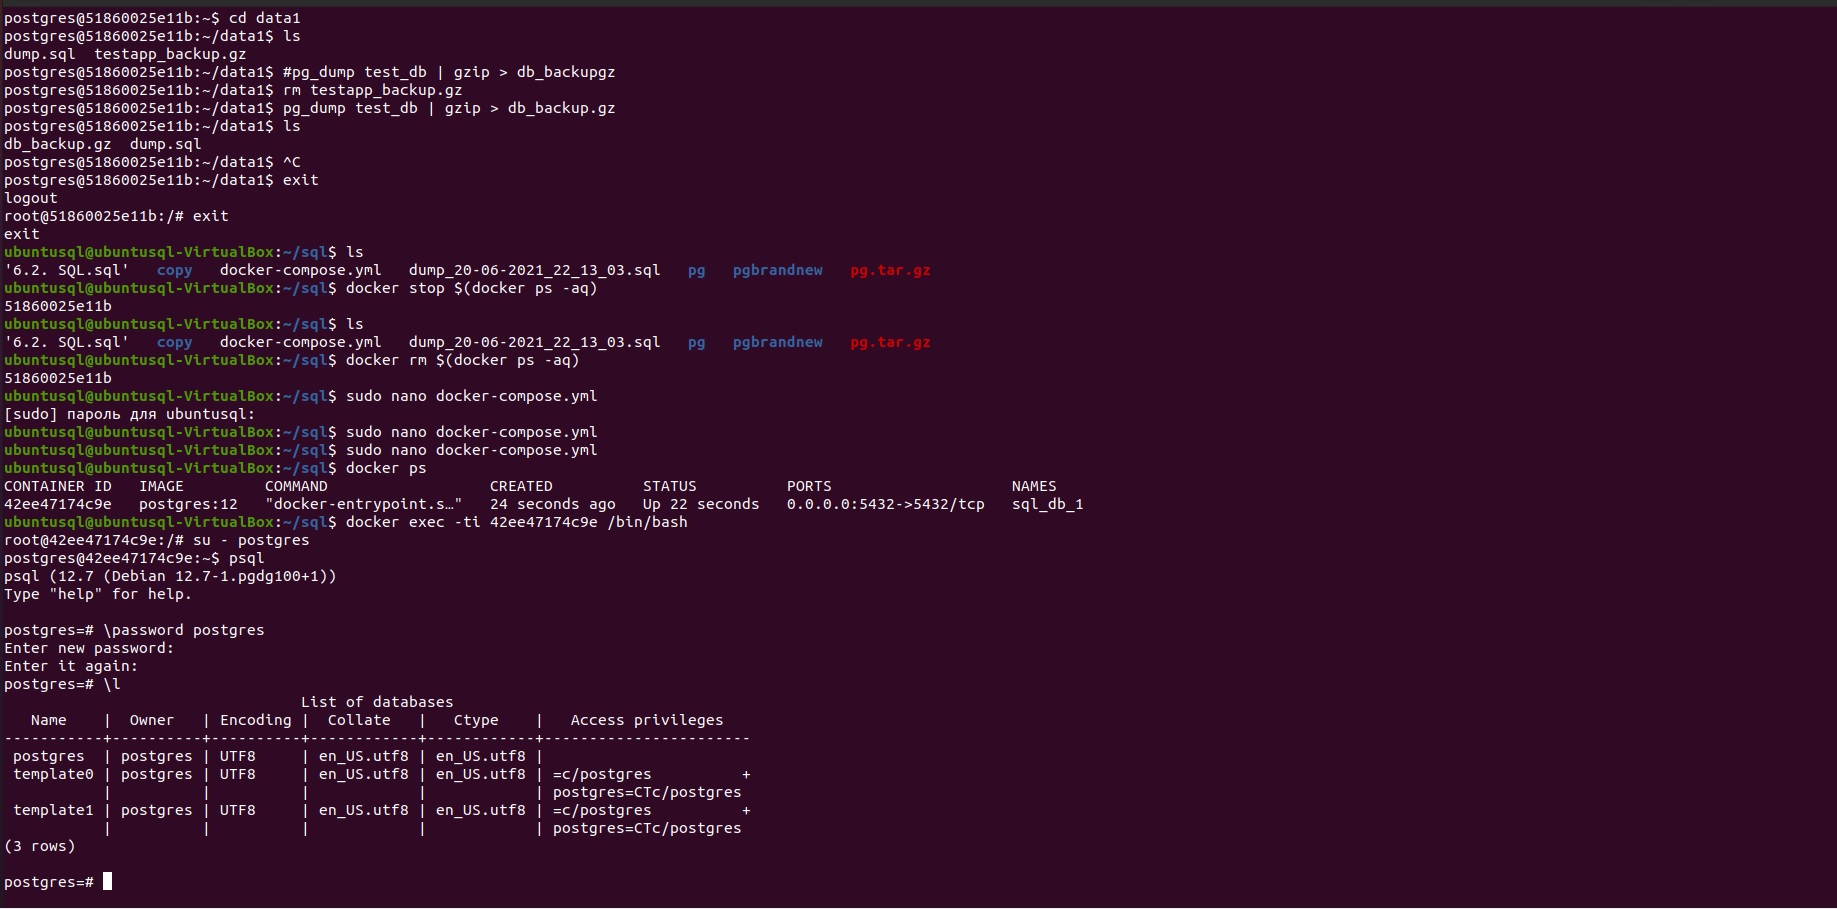 postgres@51860025e11b:~$ cd data1
postgres@51860025e11b:~/data1$ ls
dump.sql  testapp_backup.gz
postgres@51860025e11b:~/data1$ #pg_dump test_db | gzip > db_backupgz
postgres@51860025e11b:~/data1$ rm testapp_backup.gz
postgres@51860025e11b:~/data1$ pg_dump test_db | gzip > db_backup.gz
postgres@51860025e11b:~/data1$ ls
db_backup.gz  dump.sql
postgres@51860025e11b:~/data1$ ^C
postgres@51860025e11b:~/data1$ exit
logout
root@51860025e11b:/# exit
exit
ubuntusql@ubuntusql-VirtualBox:~/sql$ ls
'6.2. SQL.sql'   copy   docker-compose.yml   dump_20-06-2021_22_13_03.sql   pg   pgbrandnew   pg.tar.gz
ubuntusql@ubuntusql-VirtualBox:~/sql$ docker stop $(docker ps -aq)
51860025e11b
ubuntusql@ubuntusql-VirtualBox:~/sql$ ls
'6.2. SQL.sql'   copy   docker-compose.yml   dump_20-06-2021_22_13_03.sql   pg   pgbrandnew   pg.tar.gz
ubuntusql@ubuntusql-VirtualBox:~/sql$ docker rm $(docker ps -aq)
51860025e11b
ubuntusql@ubuntusql-VirtualBox:~/sql$ sudo nano docker-compose.yml
[sudo] пароль для ubuntusql:
ubuntusql@ubuntusql-VirtualBox:~/sql$ sudo nano docker-compose.yml
ubuntusql@ubuntusql-VirtualBox:~/sql$ sudo nano docker-compose.yml
ubuntusql@ubuntusql-VirtualBox:~/sql$ docker ps
CONTAINER ID   IMAGE         COMMAND                  CREATED          STATUS          PORTS                    NAMES
42ee47174c9e   postgres:12   "docker-entrypoint.s…"   24 seconds ago   Up 22 seconds   0.0.0.0:5432->5432/tcp   sql_db_1
ubuntusql@ubuntusql-VirtualBox:~/sql$ docker exec -ti 42ee47174c9e /bin/bash
root@42ee47174c9e:/# su - postgres
postgres@42ee47174c9e:~$ psql
psql (12.7 (Debian 12.7-1.pgdg100+1))
Type "help" for help.

postgres=# \password postgres
Enter new password:
Enter it again:
postgres=# \l
                                 List of databases
   Name    |  Owner   | Encoding |  Collate   |   Ctype    |   Access privileges
-----------+----------+----------+------------+------------+-----------------------
 postgres  | postgres | UTF8     | en_US.utf8 | en_US.utf8 |
 template0 | postgres | UTF8     | en_US.utf8 | en_US.utf8 | =c/postgres          +
           |          |          |            |            | postgres=CTc/postgres
 template1 | postgres | UTF8     | en_US.utf8 | en_US.utf8 | =c/postgres          +
           |          |          |            |            | postgres=CTc/postgres
(3 rows)

postgres=#